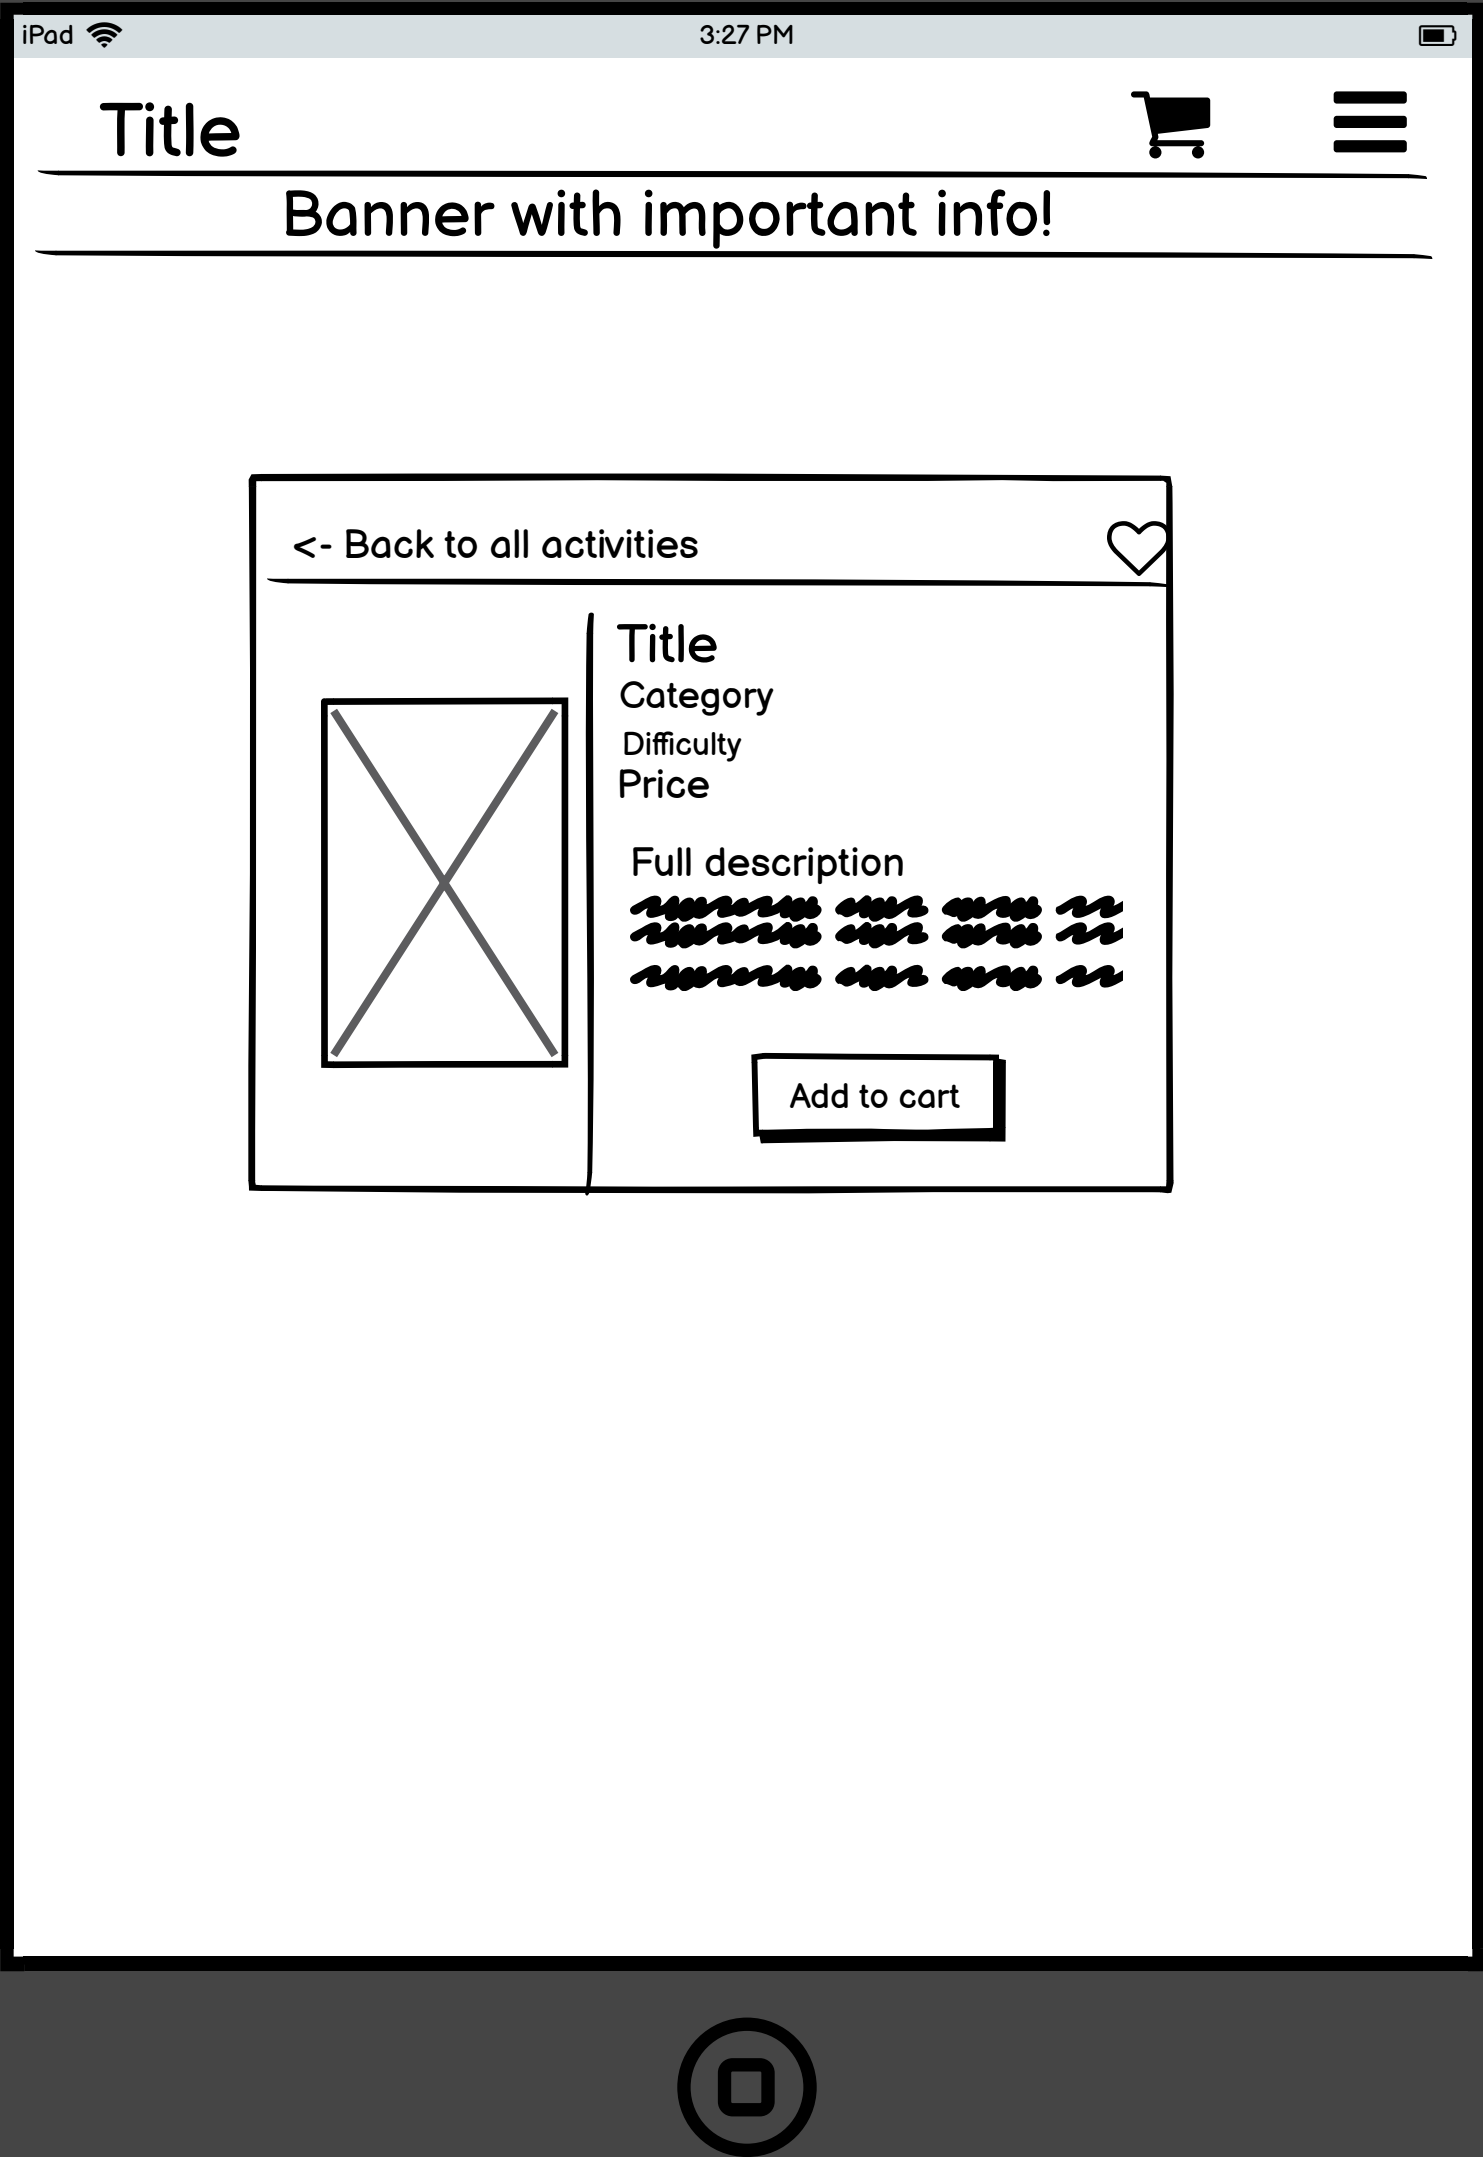 iPad 3:27 PM
Title
Banner with important info!
<- Back to all activities
Title
Category
Difficulty
Price
Full description
Add to cart